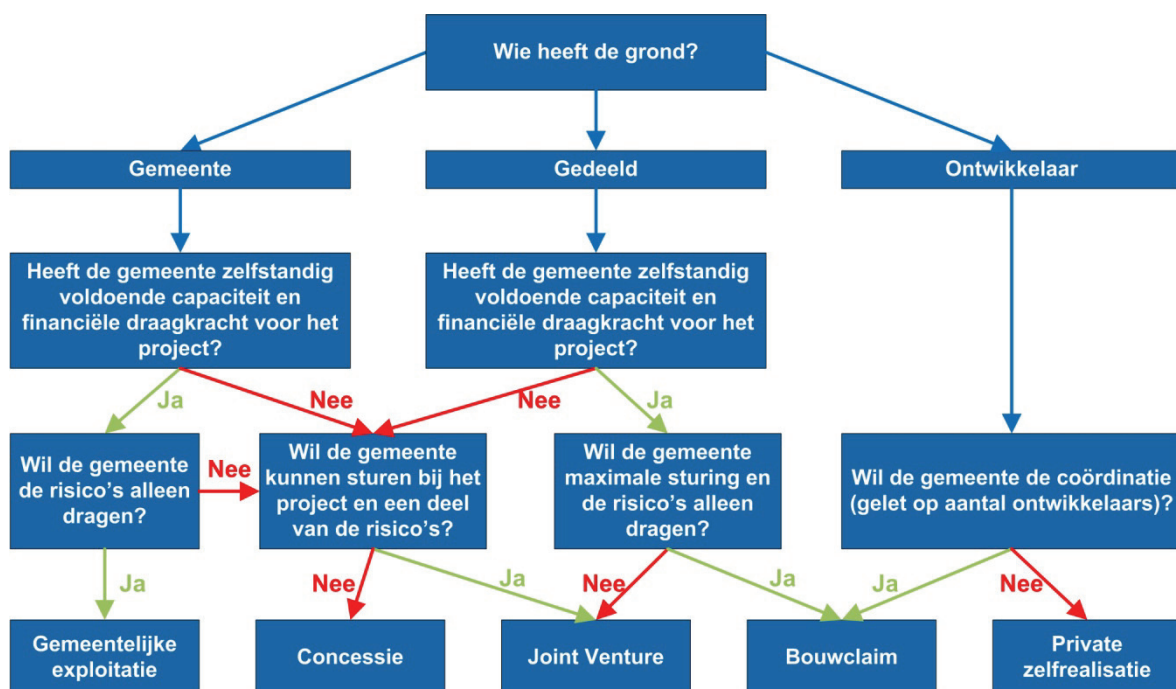 Wie heeft de grond?
Gemeente
Gedeeld
Ontwikkelaar
Heeft de gemeente zelfstandig
voldoende capaciteit en
financiële draagkracht voor het
project?
Heeft de gemeente zelfstandig
voldoende capaciteit en
financiële draagkracht voor het
project?
Ja
Nee
Nee
Ja
Wil de gemeente
de risico's alleen
dragen?
Nee
Wil de gemeente
kunnen sturen bij het
project en een deel
van de risico's?
Wil de gemeente
maximale sturing en
de risico's alleen
dragen?
Wil de gemeente de coördinatie
(gelet op aantal ontwikkelaars)?
Ja
Nee
Ja
Nee
Ja
Ja
Nee
Gemeentelijke
exploitatie
Concessie
Joint Venture
Bouwclaim
Private
zelfrealisatie